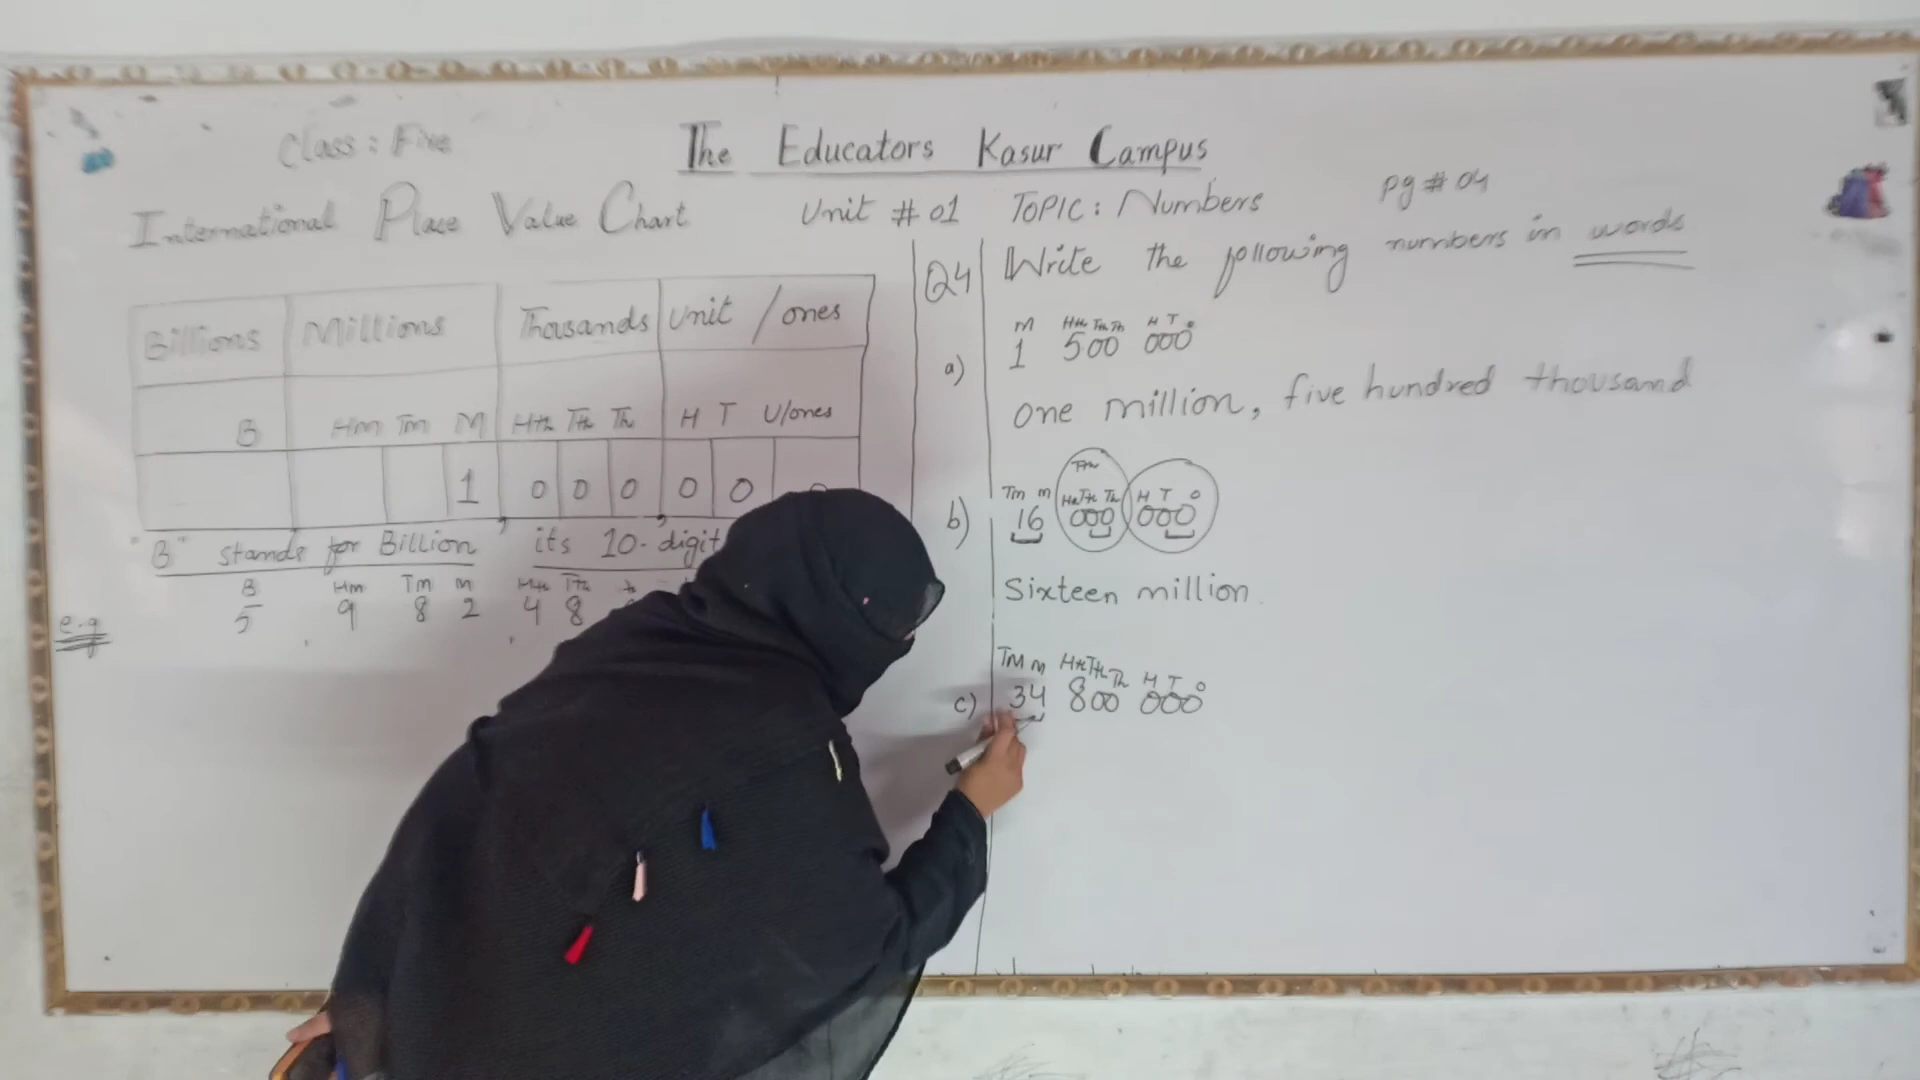 Class: Five
The Educators Kasur Campus
International Place Value Chart
Unit # 01 TOPIC: Numbers
pg # 04
Billions Millions Thousands Unit / ones
B Hm Tm M Hth Tth Th H T U/ones
1 0 0 0 0 0
"B" stands for Billion, its 10-digit
B Hm Tm m Hth Tth
e.g 5 9 8 2 4 8
Q4 Write the following numbers in words
M Hth Tth Th H T o
a) 1 500 000
one million, five hundred thousand
Tth
Tm m Hth Tth Th H T o
b) 16 000 000
Sixteen million.
TM m Hth Tth Th H T o
c) 34 800 000